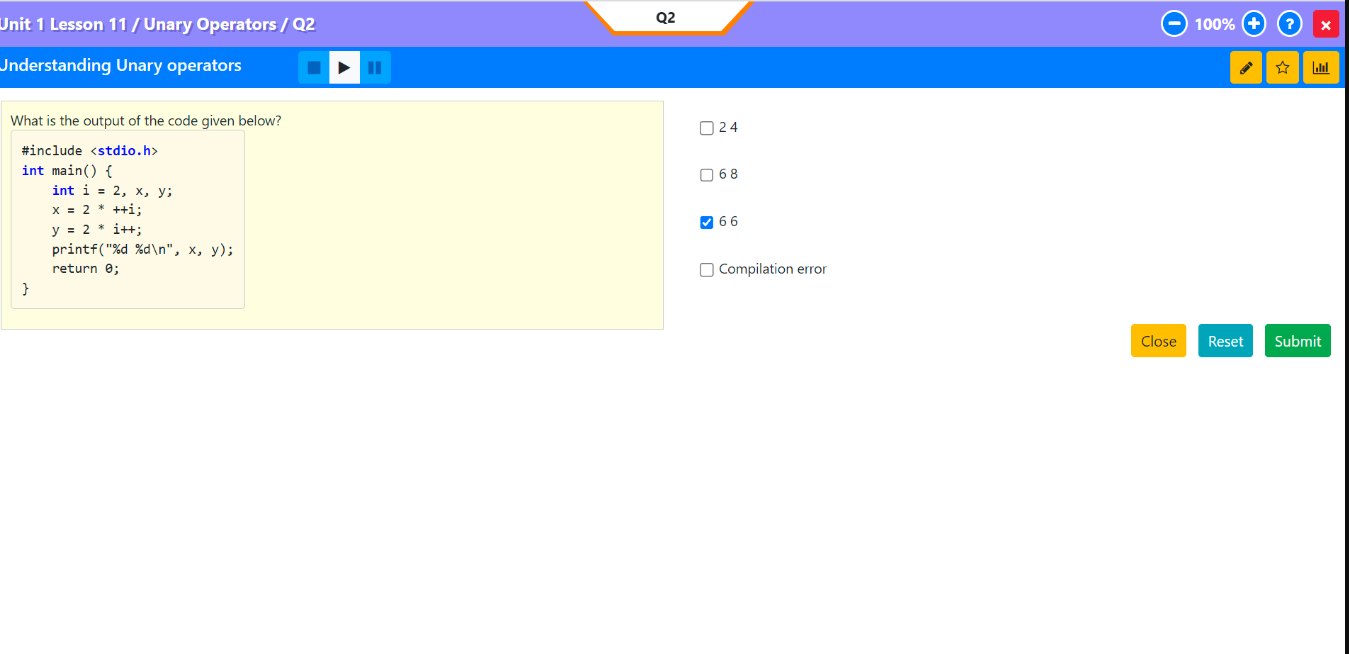 Unit 1 Lesson 11 / Unary Operators / Q2
Q2
100%
?
Understanding Unary operators
What is the output of the code given below?
#include <stdio.h>
int main() {
    int i = 2, x, y;
    x = 2 * ++i;
    y = 2 * i++;
    printf("%d %d\n", x, y);
    return 0;
}
2 4
6 8
6 6
Compilation error
Close
Reset
Submit